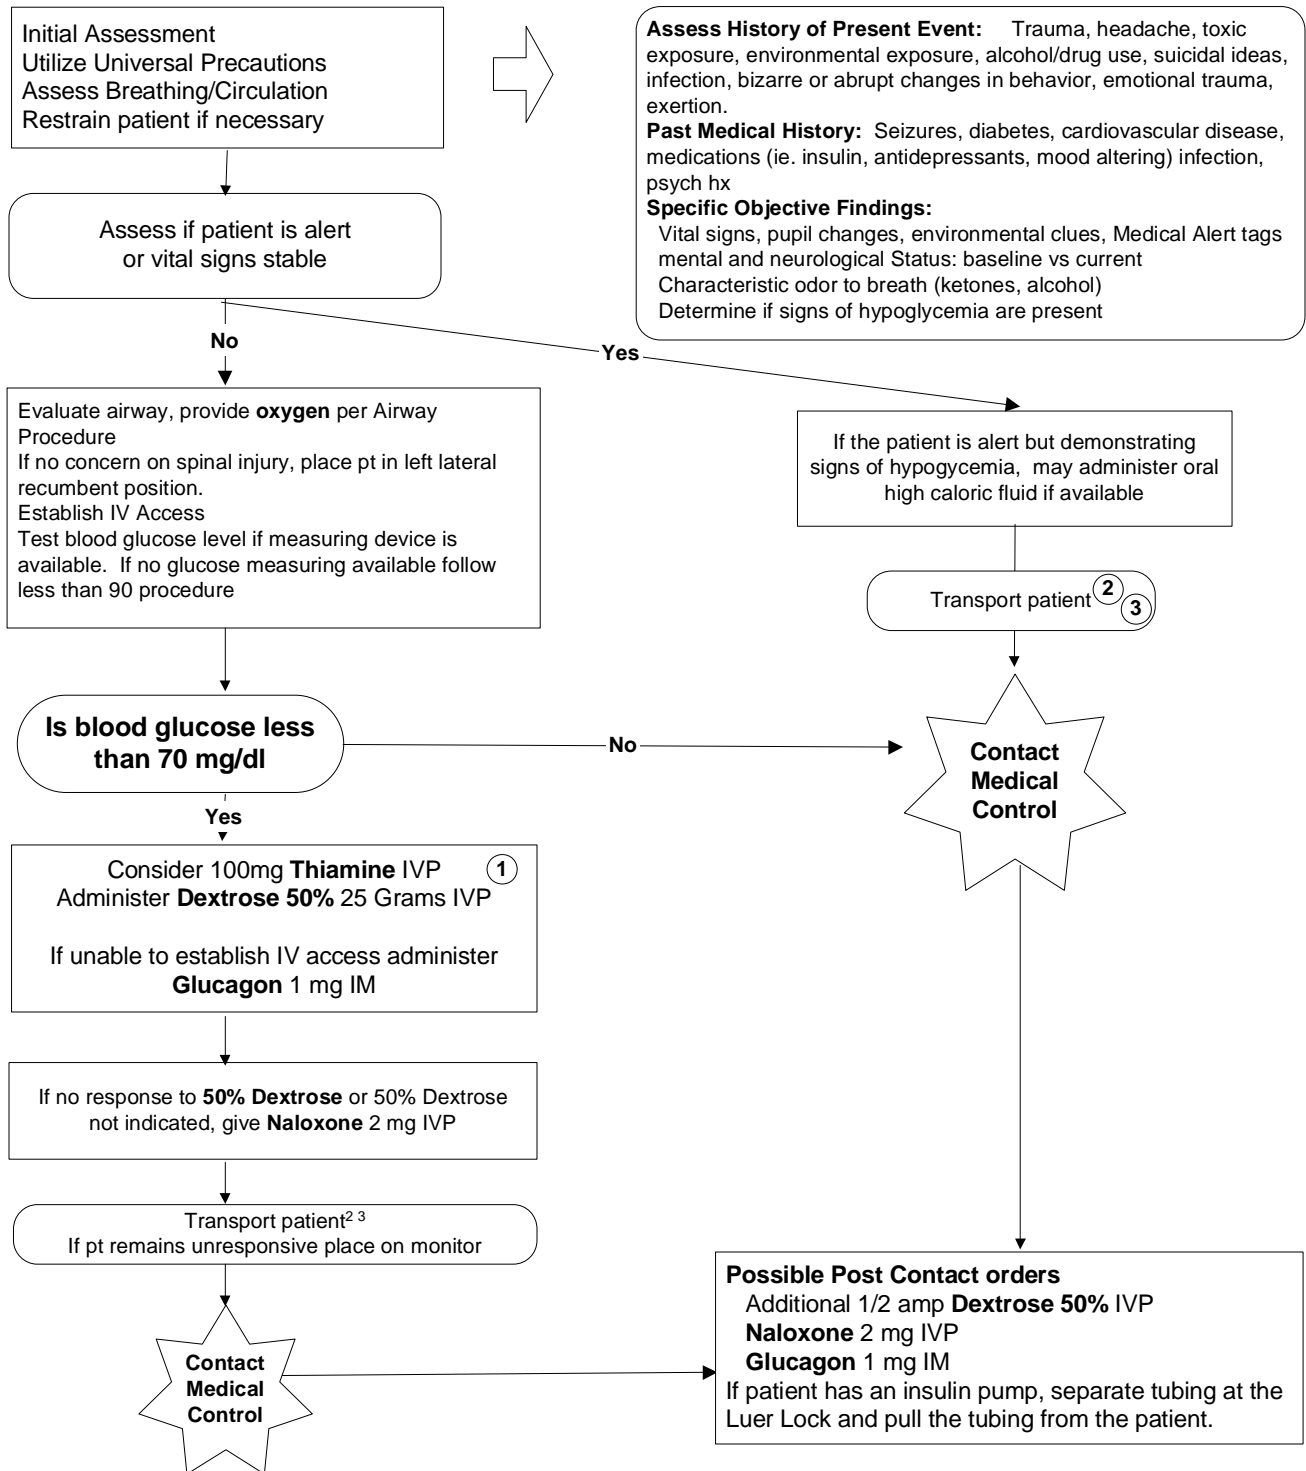 Initial Assessment
Utilize Universal Precautions
Assess Breathing/Circulation
Restrain patient if necessary
Assess History of Present Event: Trauma, headache, toxic
exposure, environmental exposure, alcohol/drug use, suicidal ideas,
infection, bizarre or abrupt changes in behavior, emotional trauma,
exertion.
Past Medical History: Seizures, diabetes, cardiovascular disease,
medications (ie. insulin, antidepressants, mood altering) infection,
psych hx
Specific Objective Findings:
Vital signs, pupil changes, environmental clues, Medical Alert tags
mental and neurological Status: baseline vs current
Characteristic odor to breath (ketones, alcohol)
Determine if signs of hypoglycemia are present
Assess if patient is alert
or vital signs stable
No
Yes
Evaluate airway, provide oxygen per Airway
Procedure
If no concern on spinal injury, place pt in left lateral
recumbent position.
Establish IV Access
Test blood glucose level if measuring device is
available. If no glucose measuring available follow
less than 90 procedure
If the patient is alert but demonstrating
signs of hypogycemia, may administer oral
high caloric fluid if available
Transport patient 2
3
Is blood glucose less
than 70 mg/dl
No
Contact
Medical
Control
Yes
Consider 100mg Thiamine IVP 1
Administer Dextrose 50% 25 Grams IVP
If unable to establish IV access administer
Glucagon 1 mg IM
If no response to 50% Dextrose or 50% Dextrose
not indicated, give Naloxone 2 mg IVP
Transport patient2 3
If pt remains unresponsive place on monitor
Contact
Medical
Control
Possible Post Contact orders
Additional 1/2 amp Dextrose 50% IVP
Naloxone 2 mg IVP
Glucagon 1 mg IM
If patient has an insulin pump, separate tubing at the
Luer Lock and pull the tubing from the patient.